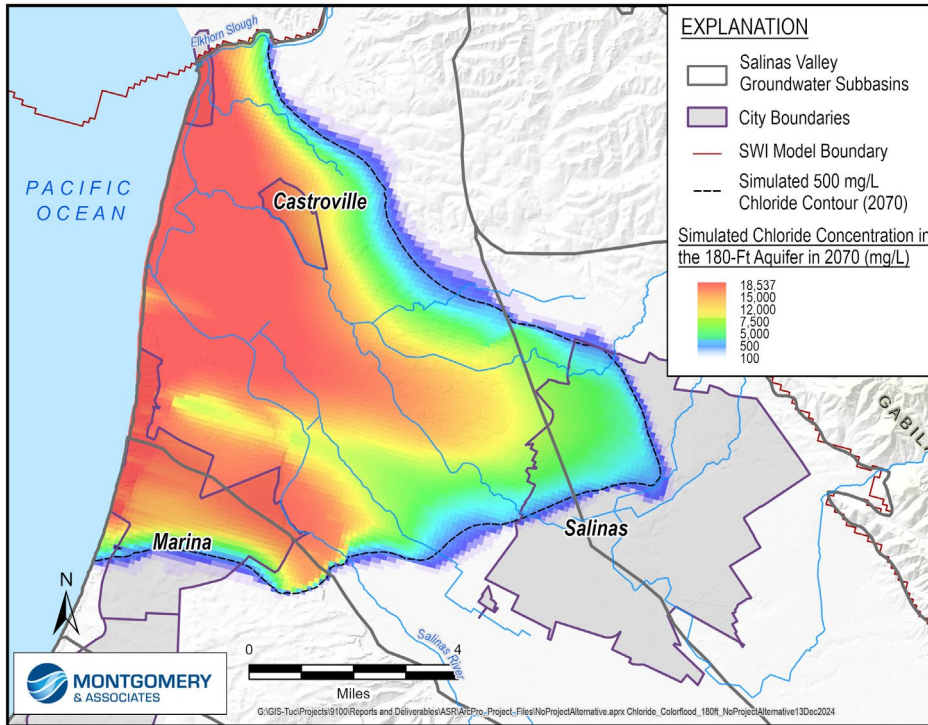 Elkhorn Slough
PACIFIC
OCEAN
Castroville
Marina
Salinas
Salinas River
GABIL
N
EXPLANATION
Salinas Valley
Groundwater Subbasins
City Boundaries
SWI Model Boundary
Simulated 500 mg/L
Chloride Contour (2070)
Simulated Chloride Concentration in
the 180-Ft Aquifer in 2070 (mg/L)
18,537
15,000
12,000
7,500
5,000
500
100
0 4
Miles
MONTGOMERY
& ASSOCIATES
G:\GIS-Tuc\Projects\9100\Reports and Deliverables\ASR\ArcPro_Project_Files\NoProjectAlternative.aprx Chloride_Colorflood_180ft_NoProjectAlternative13Dec2024